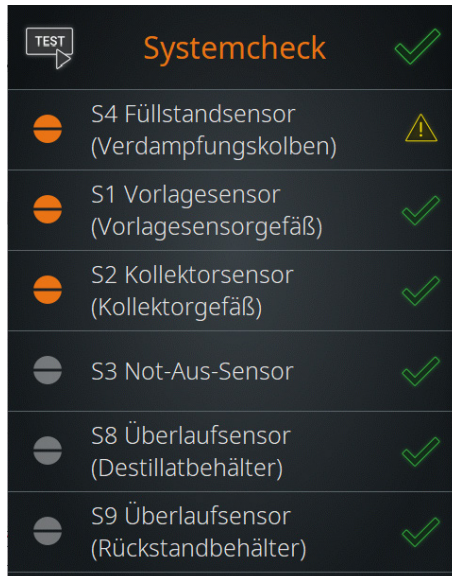 TEST
Systemcheck
S4 Füllstandsensor
(Verdampfungskolben)
S1 Vorlagesensor
(Vorlagesensorgefäß)
S2 Kollektorsensor
(Kollektorgefäß)
S3 Not-Aus-Sensor
S8 Überlaufsensor
(Destillatbehälter)
S9 Überlaufsensor
(Rückstandbehälter)